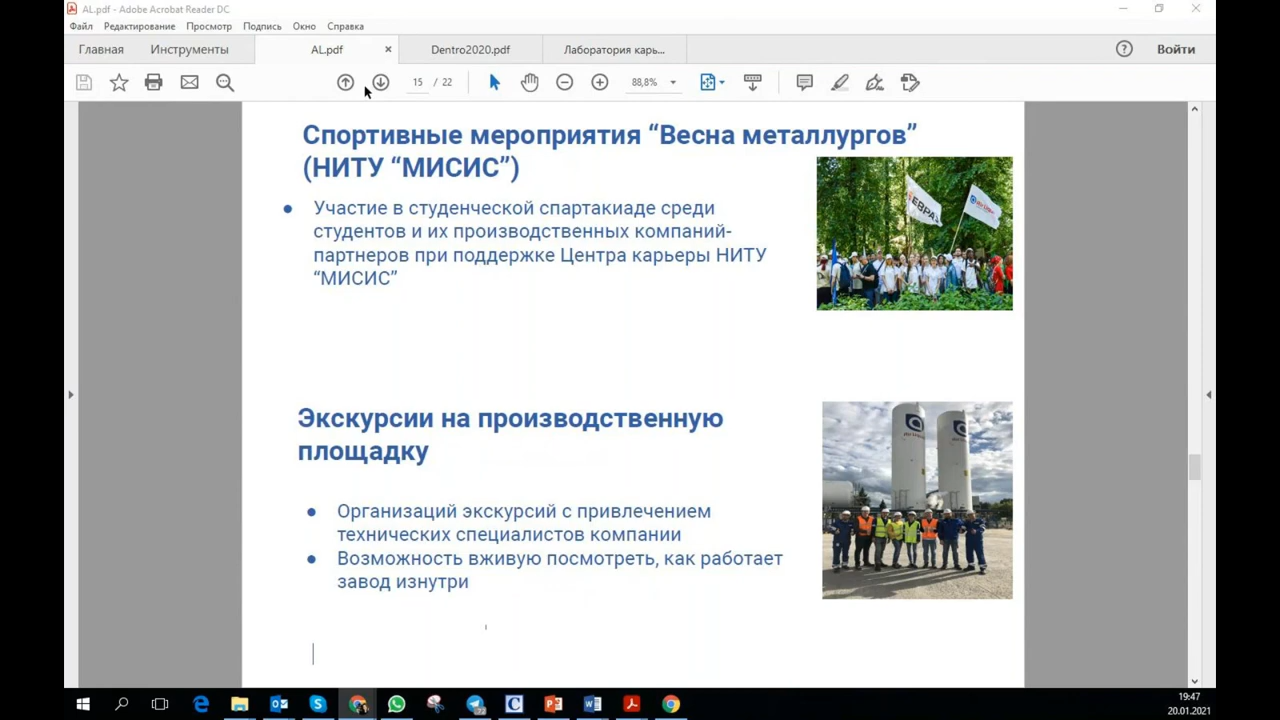 AL.pdf - Adobe Acrobat Reader DC
Файл Редактирование Просмотр Подпись Окно Справка
Главная Инструменты AL.pdf Dentro2020.pdf Лаборатория карь... Войти
15 / 22 88,8%
Спортивные мероприятия “Весна металлургов”
(НИТУ “МИСИС”)
Участие в студенческой спартакиаде среди
студентов и их производственных компаний-
партнеров при поддержке Центра карьеры НИТУ
“МИСИС”
Экскурсии на производственную
площадку
Организаций экскурсий с привлечением
технических специалистов компании
Возможность вживую посмотреть, как работает
завод изнутри
19:47
20.01.2021